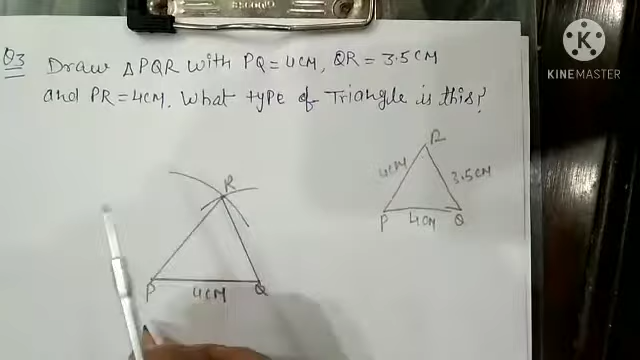 Q3 Draw △PQR with PQ = 4CM, QR = 3.5CM
and PR = 4CM. What type of Triangle is this?
KINEMASTER
R
4CM
3.5CM
P
4CM
Q
R
P
4CM
Q